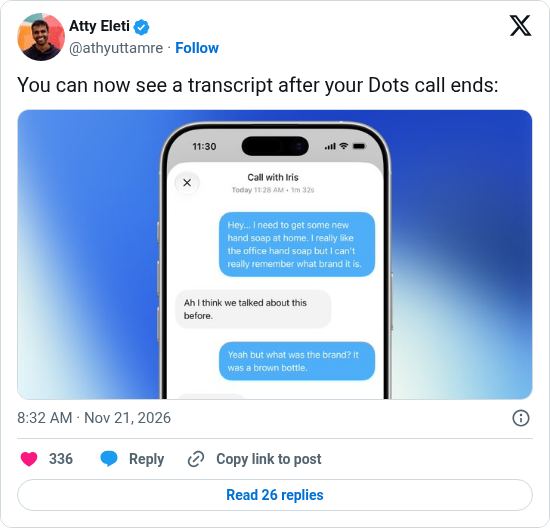 Atty Eleti
@athyuttamre · Follow
You can now see a transcript after your Dots call ends:
11:30
Call with Iris
Today 11:28 AM • 1m 32s
Hey... I need to get some new
hand soap at home. I really like
the office hand soap but I can't
really remember what brand it is.
Ah I think we talked about this
before.
Yeah but what was the brand? it
was a brown bottle.
8:32 AM · Nov 21, 2026
336
Reply
Copy link to post
Read 26 replies